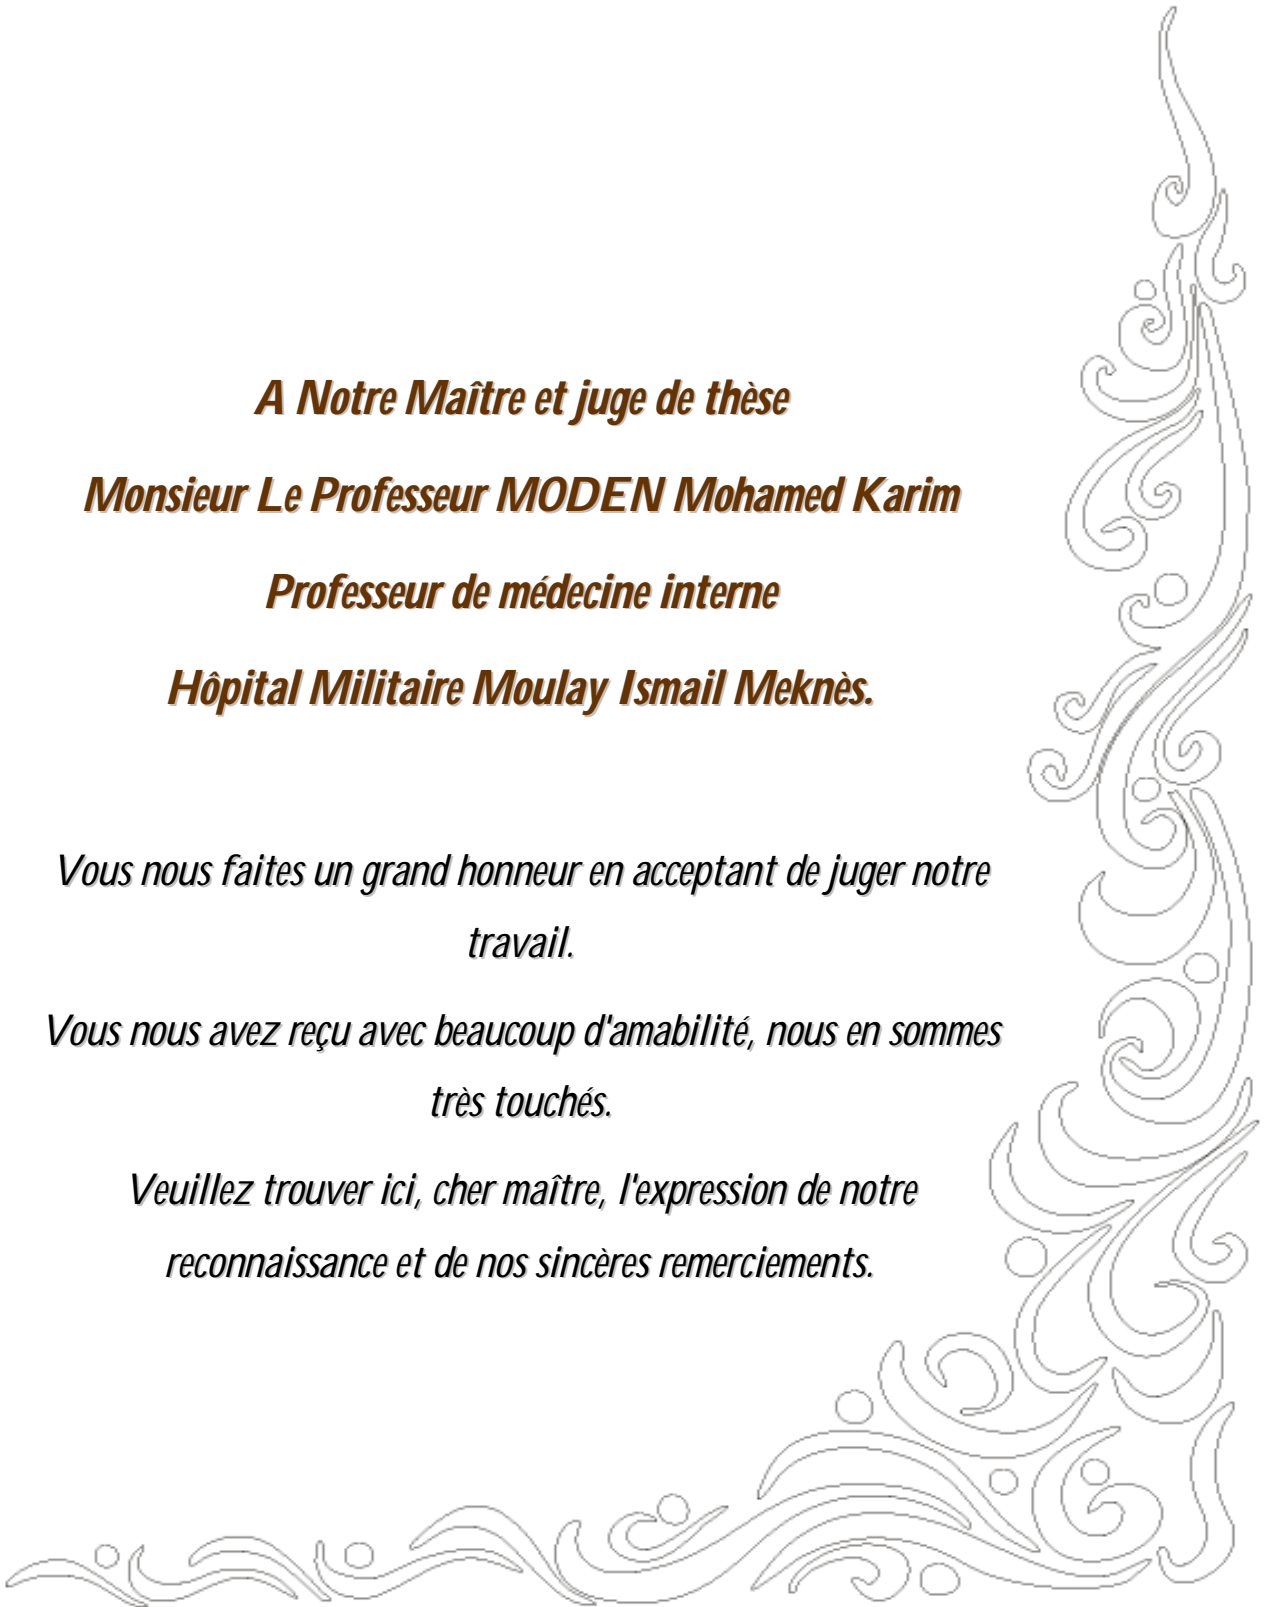 A Notre Maître et juge de thèse
Monsieur Le Professeur MODEN Mohamed Karim
Professeur de médecine interne
Hôpital Militaire Moulay Ismail Meknès.
Vous nous faites un grand honneur en acceptant de juger notre
travail.
Vous nous avez reçu avec beaucoup d'amabilité, nous en sommes
très touchés.
Veuillez trouver ici, cher maître, l'expression de notre
reconnaissance et de nos sincères remerciements.